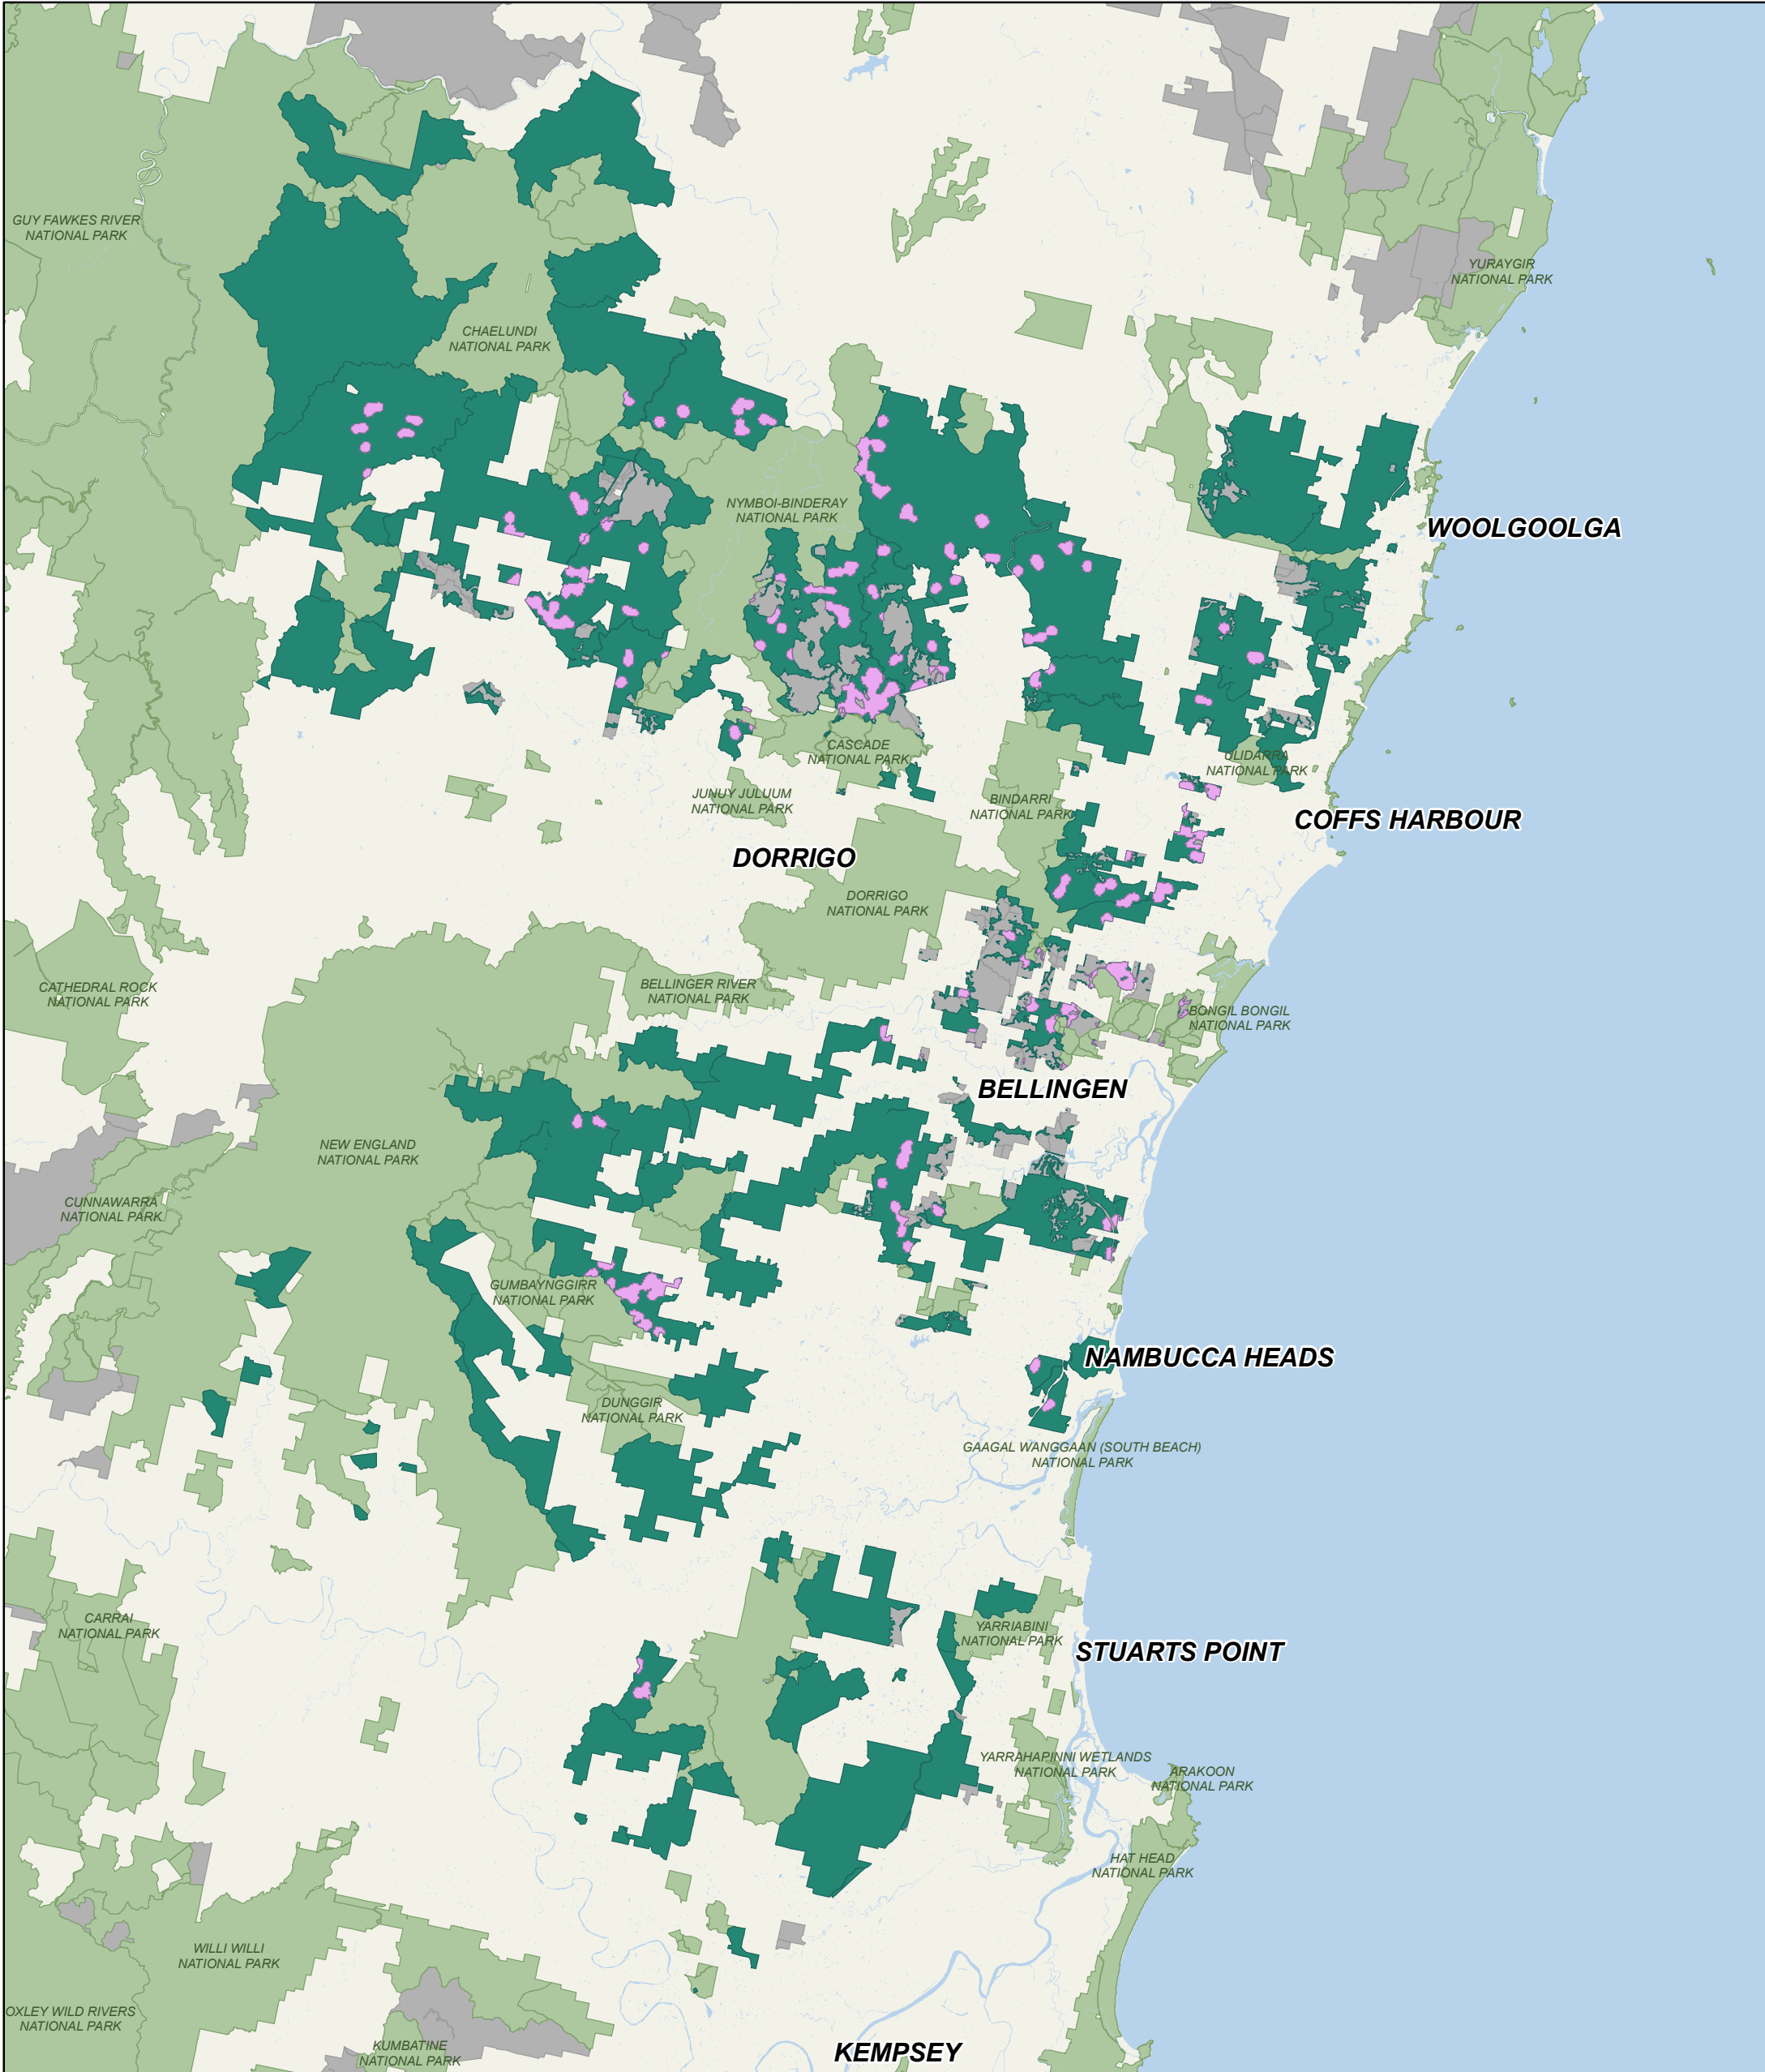 GUY FAWKES RIVER
NATIONAL PARK
YURAYGIR
NATIONAL PARK
CHAELUNDI
NATIONAL PARK
NYMBOI-BINDERAY
NATIONAL PARK
WOOLGOOLGA
CASCADE
NATIONAL PARK
ULIDARRA
NATIONAL PARK
JUNUY JULUUM
NATIONAL PARK
BINDARRI
NATIONAL PARK
COFFS HARBOUR
DORRIGO
DORRIGO
NATIONAL PARK
CATHEDRAL ROCK
NATIONAL PARK
BELLINGER RIVER
NATIONAL PARK
BONGIL BONGIL
NATIONAL PARK
BELLINGEN
NEW ENGLAND
NATIONAL PARK
CUNNAWARRA
NATIONAL PARK
GUMBAYNGGIRR
NATIONAL PARK
NAMBUCCA HEADS
DUNGGIR
NATIONAL PARK
GAAGAL WANGGAAN (SOUTH BEACH)
NATIONAL PARK
CARRAI
NATIONAL PARK
YARRIABINI
NATIONAL PARK
STUARTS POINT
YARRAHAPINNI WETLANDS
NATIONAL PARK
ARAKOON
NATIONAL PARK
HAT HEAD
NATIONAL PARK
WILLI WILLI
NATIONAL PARK
OXLEY WILD RIVERS
NATIONAL PARK
KUMBATINE
NATIONAL PARK
KEMPSEY